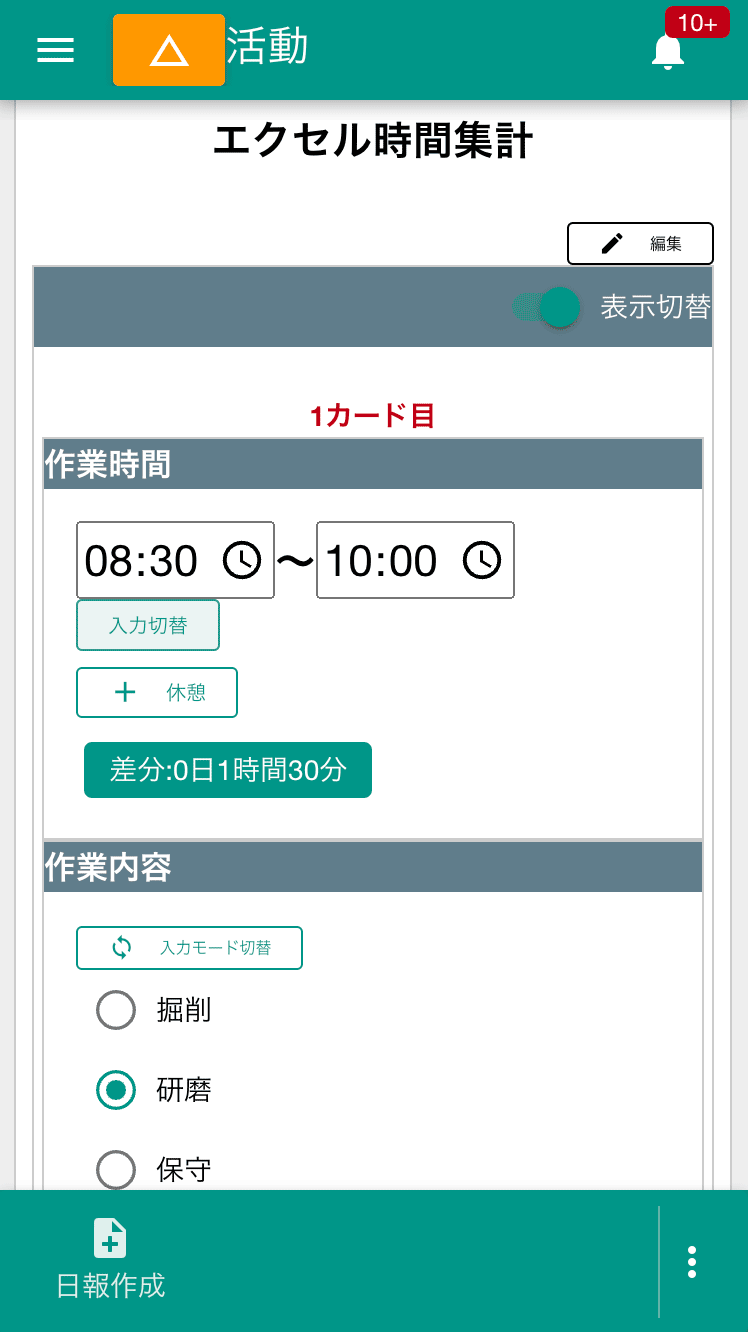 活動
10+
エクセル時間集計
編集
表示切替
1カード目
作業時間
08:30 〜 10:00
入力切替
休憩
差分:0日1時間30分
作業内容
入力モード切替
掘削
研磨
保守
日報作成